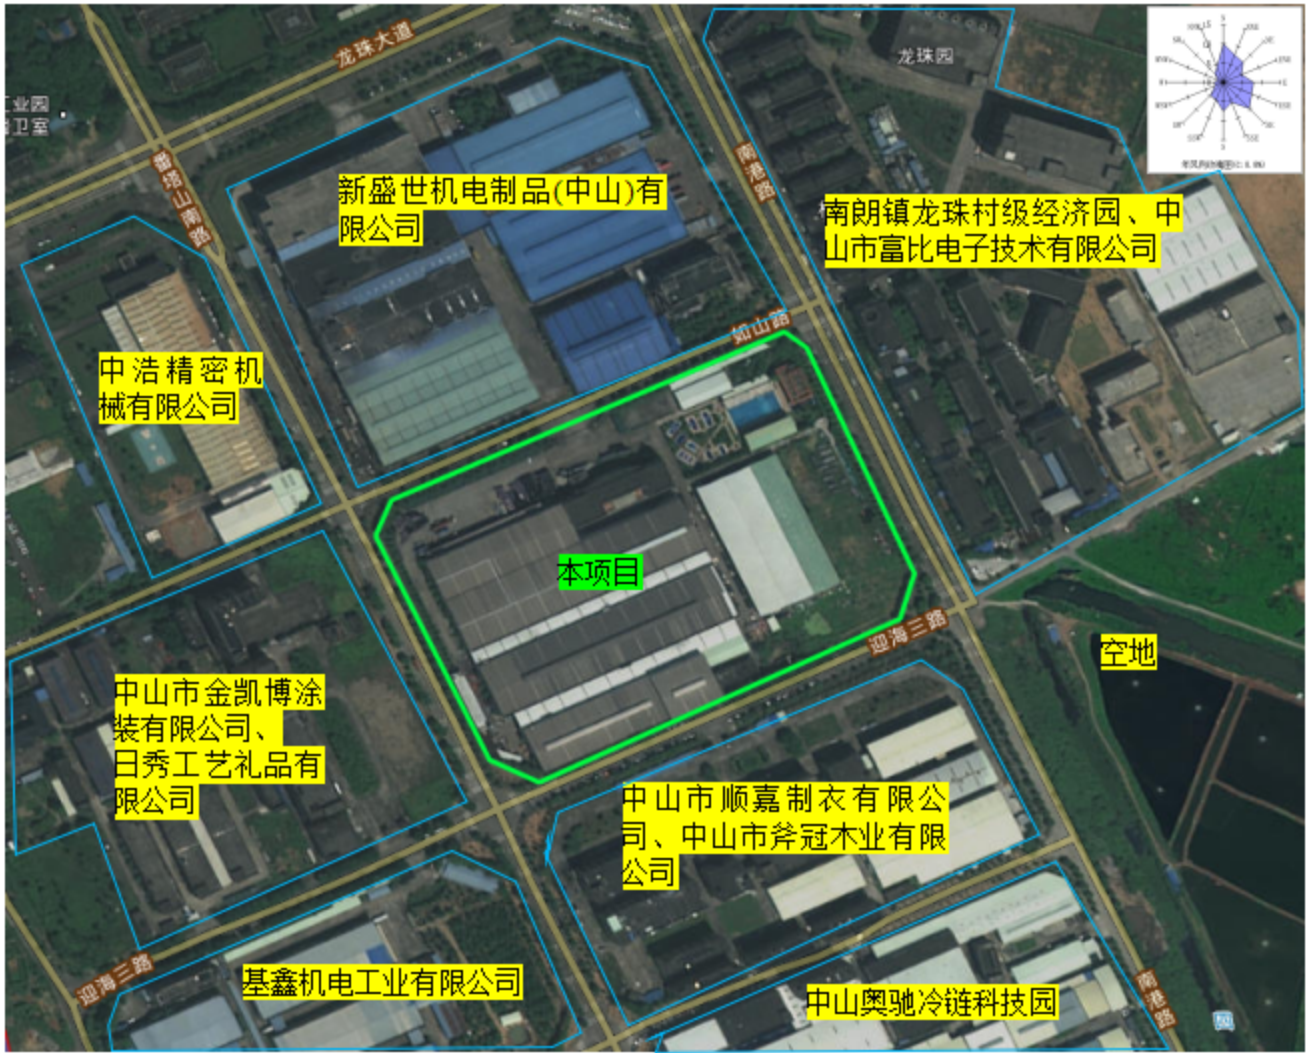 龙珠大道
龙珠园
工业园
卫室
番塔山南路
南港路
新盛世机电制品(中山)有
限公司
南朗镇龙珠村级经济园、中
山市富比电子技术有限公司
如山路
中浩精密机
械有限公司
本项目
迎海三路
空地
中山市金凯博涂
装有限公司、
日秀工艺礼品有
限公司
中山市顺嘉制衣有限公
司、中山市斧冠木业有限
公司
迎海三路
基鑫机电工业有限公司
中山奥驰冷链科技园
南港路